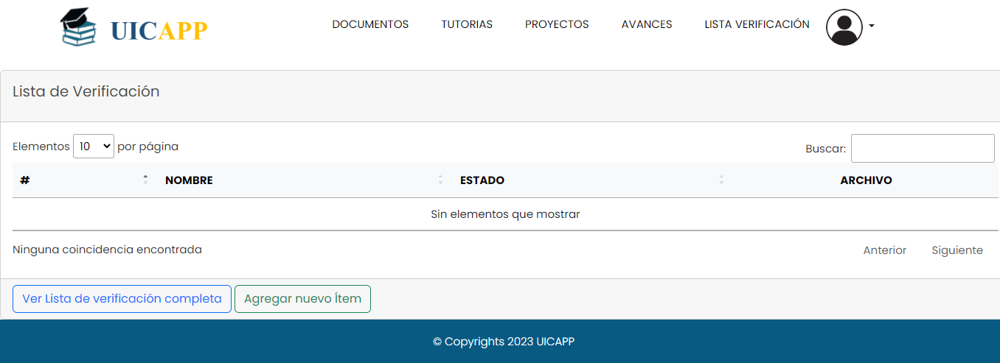 UICAPP DOCUMENTOS TUTORIAS PROYECTOS AVANCES LISTA VERIFICACIÓN
Lista de Verificación
Elementos 10 por página Buscar:
# NOMBRE ESTADO ARCHIVO
Sin elementos que mostrar
Ninguna coincidencia encontrada Anterior Siguiente
Ver Lista de verificación completa Agregar nuevo Ítem
© Copyrights 2023 UICAPP